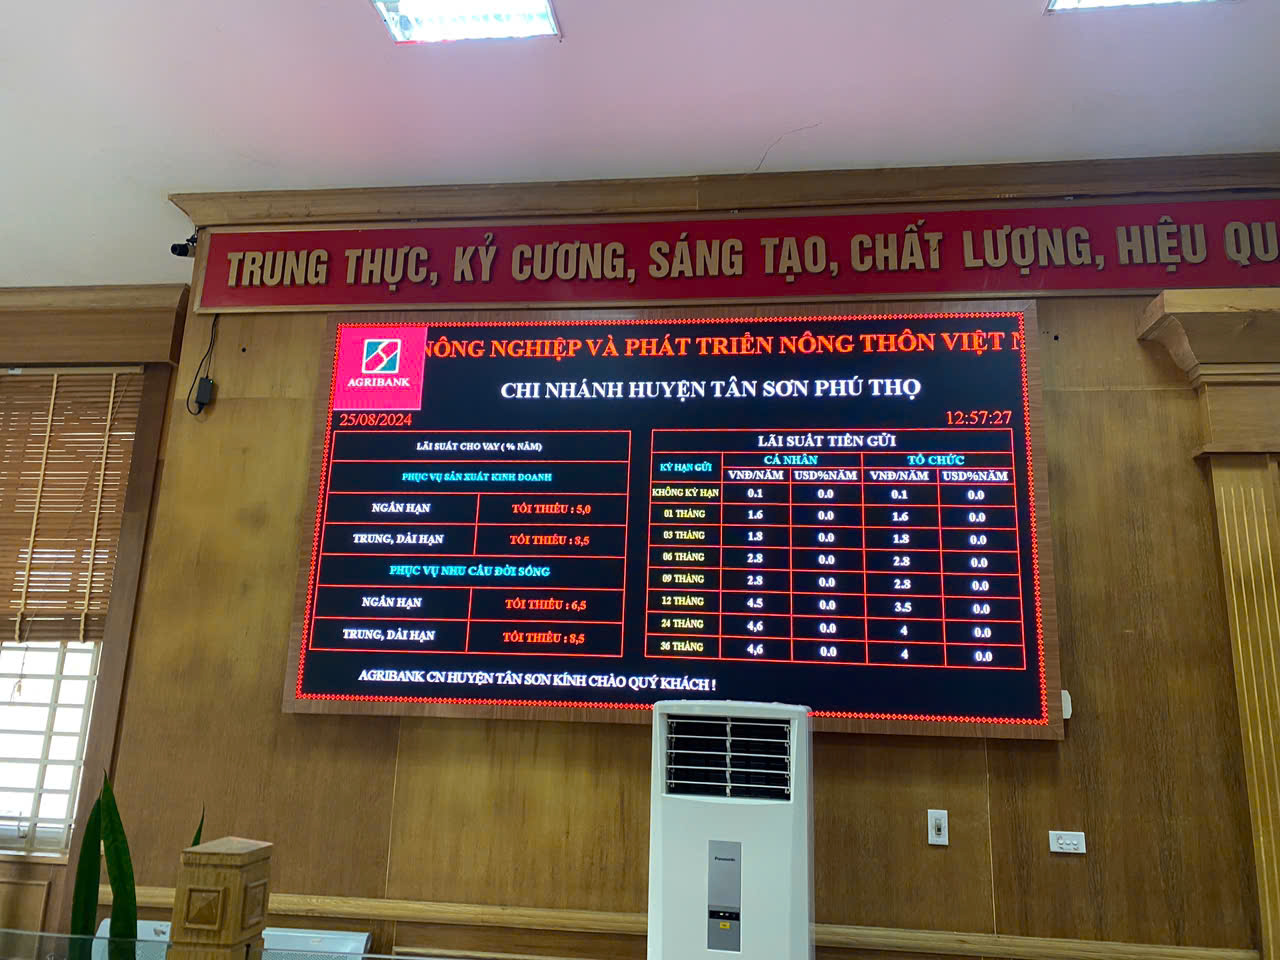 TRUNG THỰC, KỶ CƯƠNG, SÁNG TẠO, CHẤT LƯỢNG, HIỆU QU
AGRIBANK
NÔNG NGHIỆP VÀ PHÁT TRIỂN NÔNG THÔN VIỆT N
CHI NHÁNH HUYỆN TÂN SƠN PHÚ THỌ
25/08/2024
12:57:27
LÃI SUẤT CHO VAY ( % NĂM)
PHỤC VỤ SẢN XUẤT KINH DOANH
NGẮN HẠN TỐI THIỂU : 5,0
TRUNG, DÀI HẠN TỐI THIỂU : 8,5
PHỤC VỤ NHU CẦU ĐỜI SỐNG
NGẮN HẠN TỐI THIỂU : 6,5
TRUNG, DÀI HẠN TỐI THIỂU : 8,5
LÃI SUẤT TIỀN GỬI
KỲ HẠN GỬI CÁ NHÂN TỔ CHỨC
VNĐ/NĂM USD%NĂM VNĐ/NĂM USD%NĂM
KHÔNG KỲ HẠN 0.1 0.0 0.1 0.0
01 THÁNG 1.6 0.0 1.6 0.0
03 THÁNG 1.8 0.0 1.8 0.0
06 THÁNG 2.8 0.0 2.8 0.0
09 THÁNG 2.8 0.0 2.8 0.0
12 THÁNG 4.5 0.0 3.5 0.0
24 THÁNG 4,6 0.0 4 0.0
36 THÁNG 4,6 0.0 4 0.0
AGRIBANK CN HUYỆN TÂN SƠN KÍNH CHÀO QUÝ KHÁCH !
Panasonic